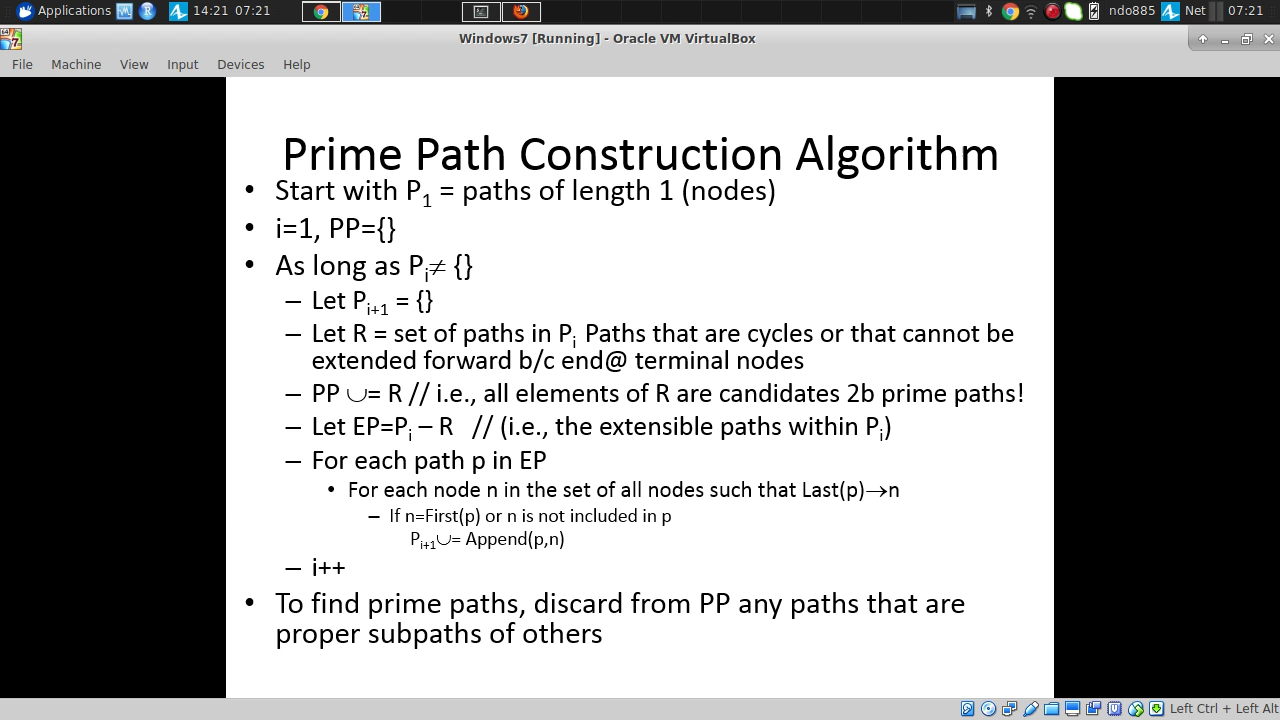 Applications 14:21 07:21 ndo885 Net 07:21
Windows7 [Running] - Oracle VM VirtualBox
File Machine View Input Devices Help
Prime Path Construction Algorithm
• Start with P1 = paths of length 1 (nodes)
• i=1, PP={}
• As long as Pi≠ {}
– Let Pi+1 = {}
– Let R = set of paths in Pi Paths that are cycles or that cannot be
extended forward b/c end@ terminal nodes
– PP ∪= R // i.e., all elements of R are candidates 2b prime paths!
– Let EP=Pi – R // (i.e., the extensible paths within Pi)
– For each path p in EP
• For each node n in the set of all nodes such that Last(p)→n
– If n=First(p) or n is not included in p
Pi+1∪= Append(p,n)
– i++
• To find prime paths, discard from PP any paths that are
proper subpaths of others
Left Ctrl + Left Alt